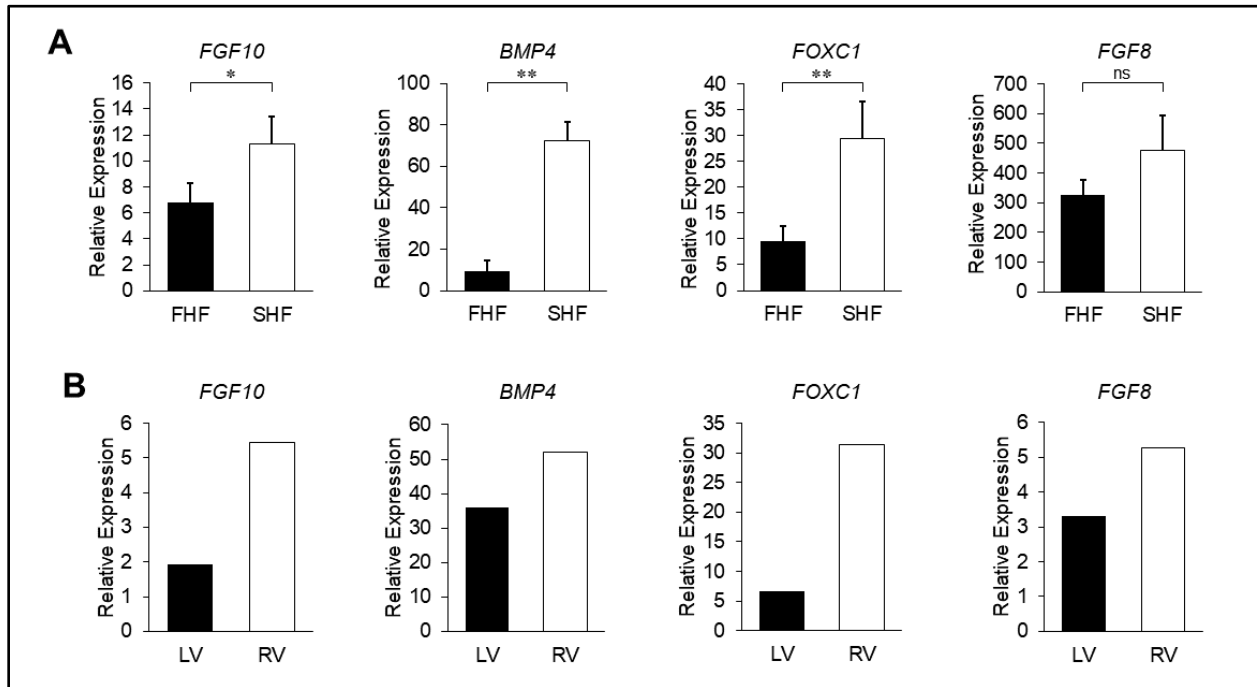 A
FGF10
*
Relative Expression
16
14
12
10
8
6
4
2
0
FHF SHF
BMP4
**
Relative Expression
100
80
60
40
20
0
FHF SHF
FOXC1
**
Relative Expression
40
35
30
25
20
15
10
5
0
FHF SHF
FGF8
ns
Relative Expression
700
600
500
400
300
200
100
0
FHF SHF
B
FGF10
Relative Expression
6
5
4
3
2
1
0
LV RV
BMP4
Relative Expression
60
50
40
30
20
10
0
LV RV
FOXC1
Relative Expression
35
30
25
20
15
10
5
0
LV RV
FGF8
Relative Expression
6
5
4
3
2
1
0
LV RV